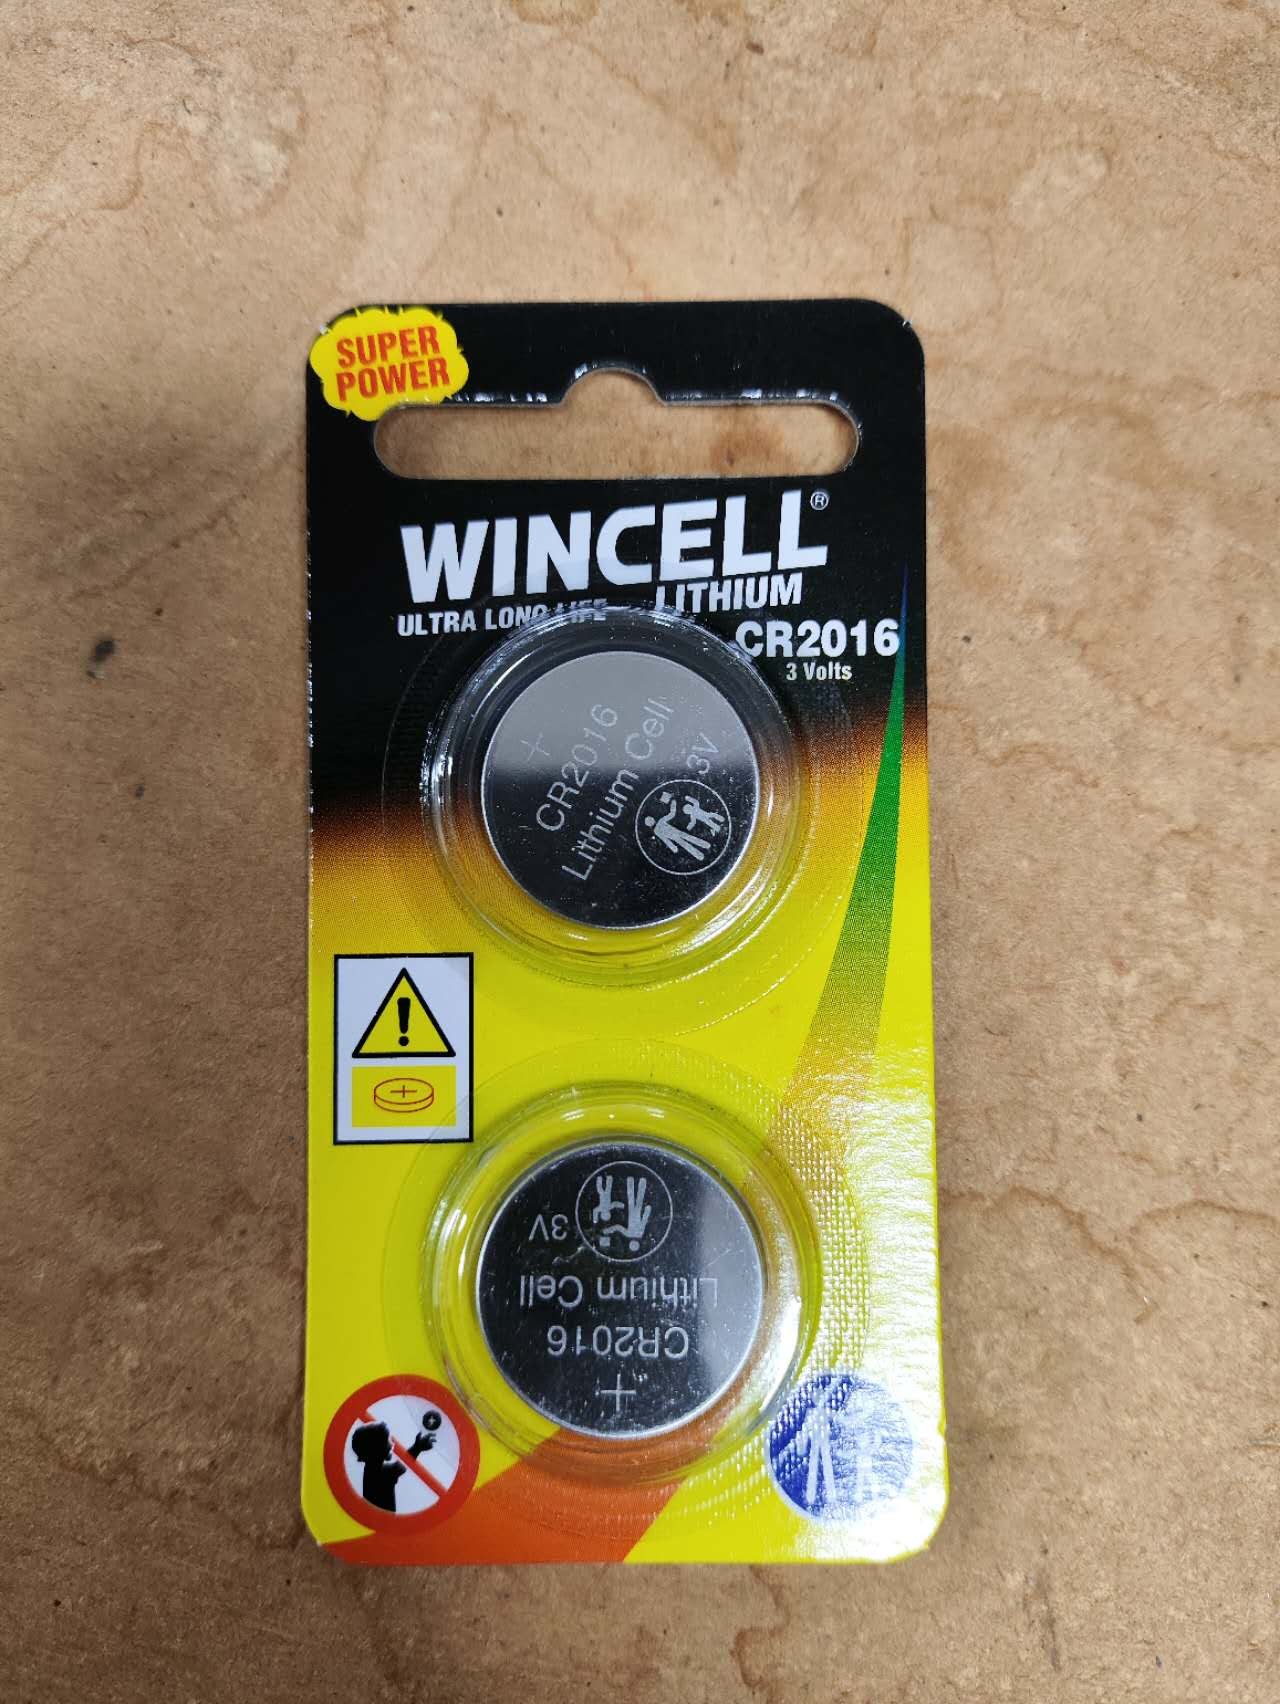 SUPER
POWER
WINCELL®
ULTRA LONG LIFE LITHIUM
CR2016
3 Volts
+
CR2016
Lithium Cell
3V
!
+
3V
Lithium Cell
CR2016
+